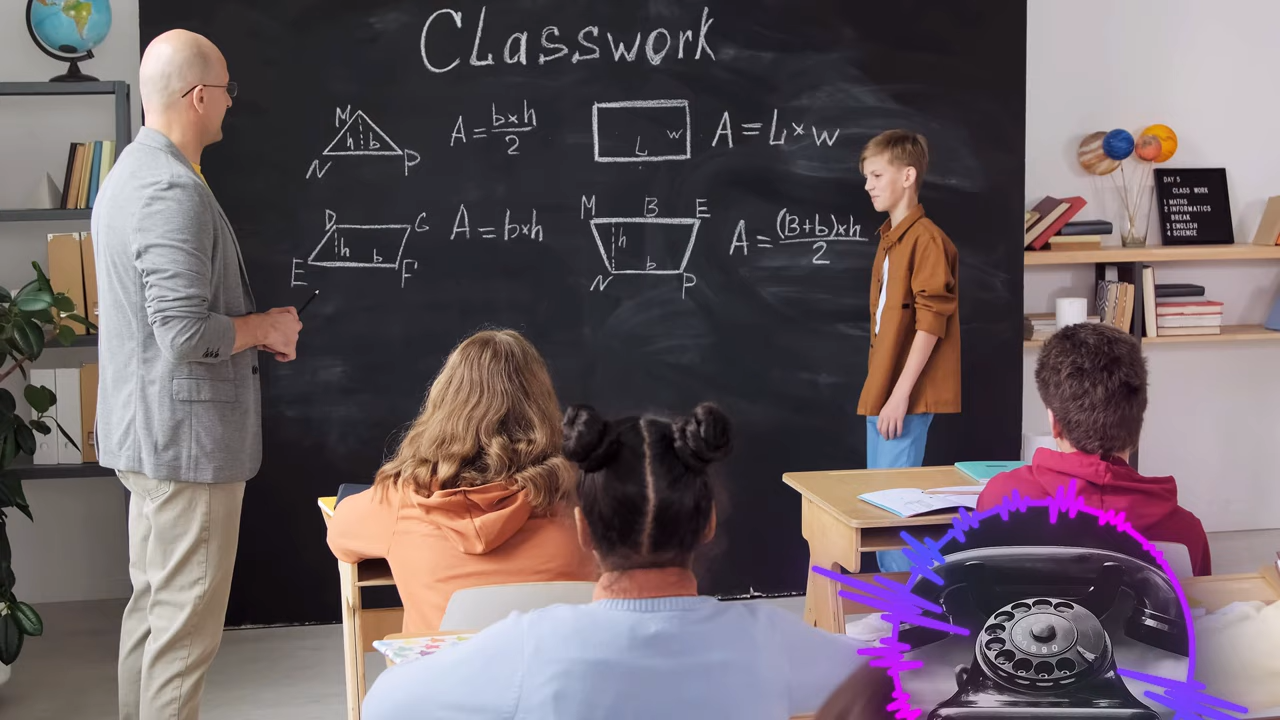 Classwork
M h b N P
A = b×h / 2
L w
A = L×w
D G h b E F
A = b×h
M B E h b N P
A = (B+b)×h / 2
DAY 5
CLASS WORK
1 MATHS
2 INFORMATICS
BREAK
3 ENGLISH
4 SCIENCE